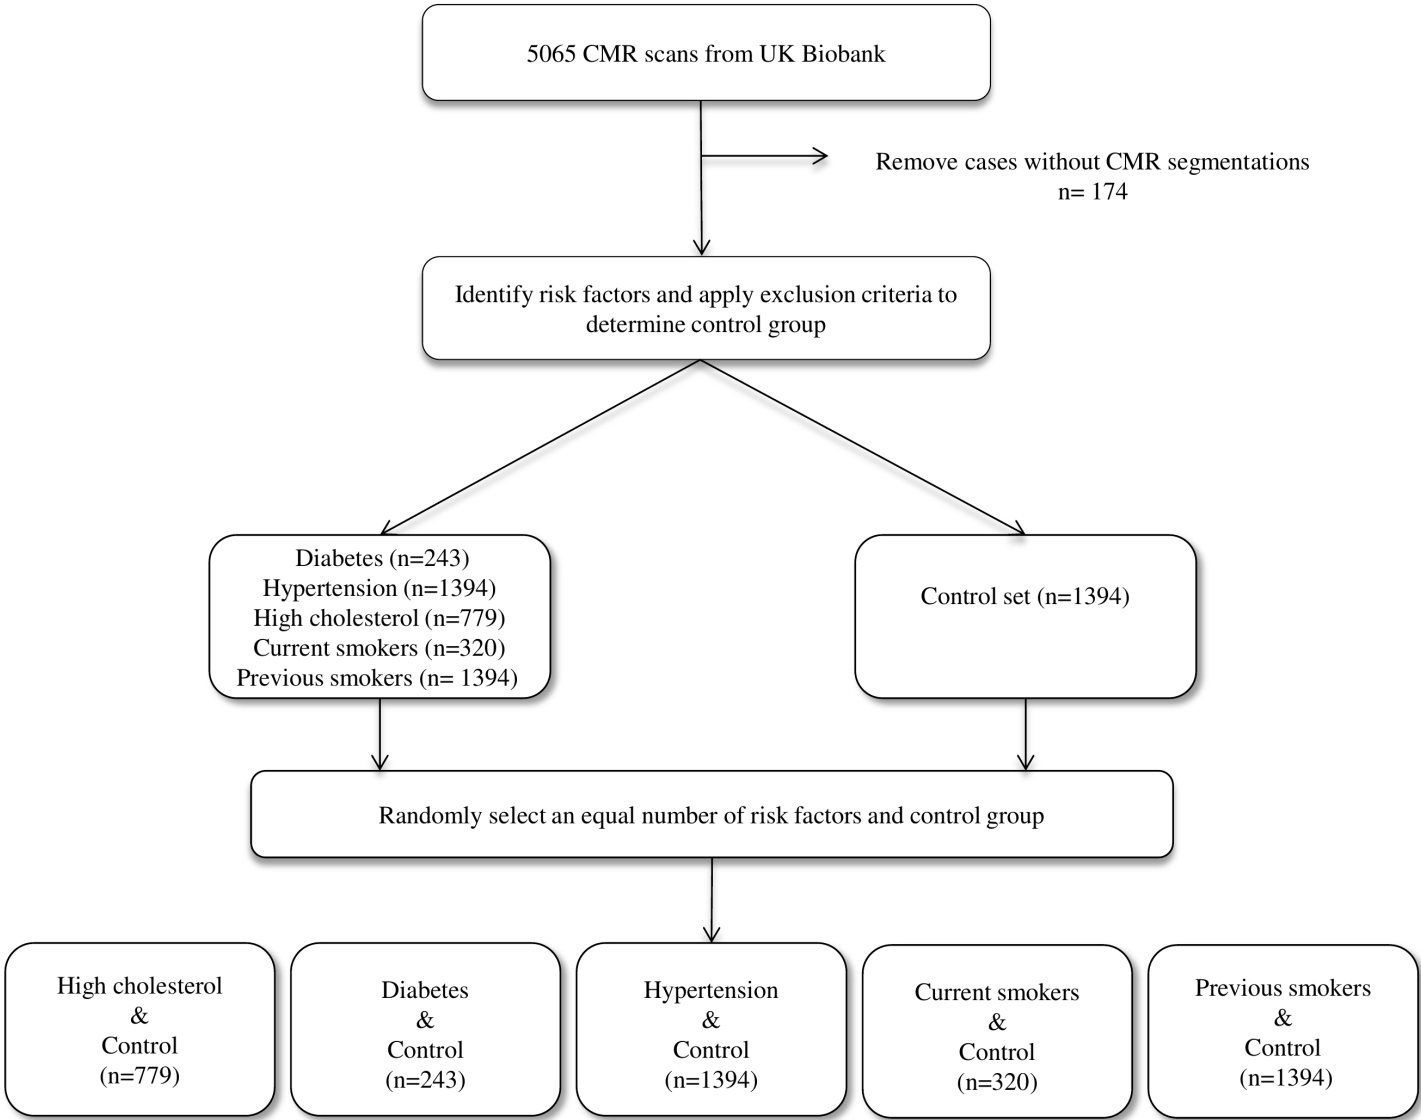 5065 CMR scans from UK Biobank
Remove cases without CMR segmentations
n= 174
Identify risk factors and apply exclusion criteria to
determine control group
Diabetes (n=243)
Hypertension (n=1394)
High cholesterol (n=779)
Current smokers (n=320)
Previous smokers (n= 1394)
Control set (n=1394)
Randomly select an equal number of risk factors and control group
High cholesterol
&
Control
(n=779)
Diabetes
&
Control
(n=243)
Hypertension
&
Control
(n=1394)
Current smokers
&
Control
(n=320)
Previous smokers
&
Control
(n=1394)